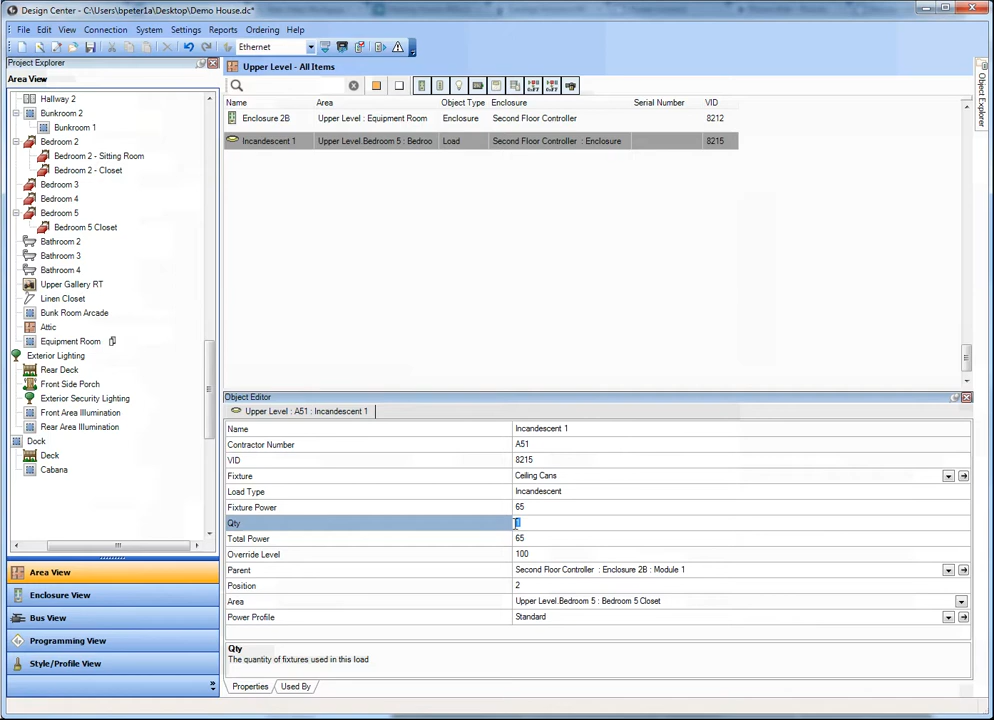 Design Center - C:\Users\bpeter1a\Desktop\Demo House.dc*
File Edit View Connection System Settings Reports Ordering Help
Ethernet
Project Explorer
Area View
Hallway 2
Bunkroom 2
Bunkroom 1
Bedroom 2
Bedroom 2 - Sitting Room
Bedroom 2 - Closet
Bedroom 3
Bedroom 4
Bedroom 5
Bedroom 5 Closet
Bathroom 2
Bathroom 3
Bathroom 4
Upper Gallery RT
Linen Closet
Bunk Room Arcade
Attic
Equipment Room
Exterior Lighting
Rear Deck
Front Side Porch
Exterior Security Lighting
Front Area Illumination
Rear Area Illumination
Dock
Deck
Cabana
Area View
Enclosure View
Bus View
Programming View
Style/Profile View
Upper Level - All Items
Name Area Object Type Enclosure Serial Number VID
Enclosure 2B Upper Level : Equipment Room Enclosure Second Floor Controller 8212
Incandescent 1 Upper Level.Bedroom 5 : Bedroo Load Second Floor Controller : Enclosure 8215
Object Explorer
Object Editor
Upper Level : A51 : Incandescent 1
Name Incandescent 1
Contractor Number A51
VID 8215
Fixture Ceiling Cans
Load Type Incandescent
Fixture Power 65
Qty 1
Total Power 65
Override Level 100
Parent Second Floor Controller : Enclosure 2B : Module 1
Position 2
Area Upper Level.Bedroom 5 : Bedroom 5 Closet
Power Profile Standard
Qty
The quantity of fixtures used in this load
Properties Used By